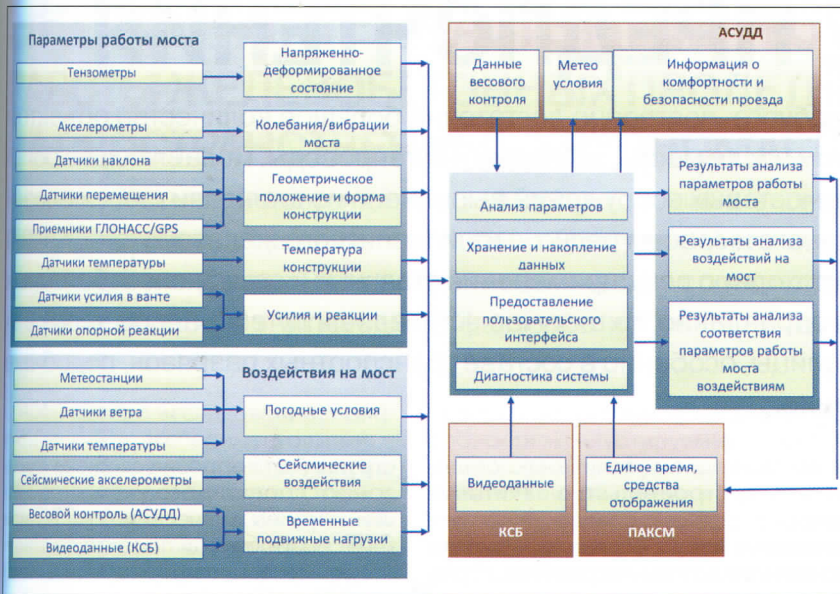 Параметры работы моста
Тензометры
Напряженно-
деформированное
состояние
Акселерометры
Колебания/вибрации
моста
Датчики наклона
Датчики перемещения
Приемники ГЛОНАСС/GPS
Геометрическое
положение и форма
конструкции
Датчики температуры
Температура
конструкции
Датчики усилия в ванте
Датчики опорной реакции
Усилия и реакции
Воздействия на мост
Метеостанции
Датчики ветра
Датчики температуры
Погодные условия
Сейсмические акселерометры
Сейсмические
воздействия
Весовой контроль (АСУДД)
Видеоданные (КСБ)
Временные
подвижные нагрузки
АСУДД
Данные
весового
контроля
Метео
условия
Информация о
комфортности и
безопасности проезда
Анализ параметров
Хранение и накопление
данных
Предоставление
пользовательского
интерфейса
Диагностика системы
Результаты анализа
параметров работы
моста
Результаты анализа
воздействий на
мост
Результаты анализа
соответствия
параметров работы
моста
воздействиям
Видеоданные
КСБ
Единое время,
средства
отображения
ПАКСМ